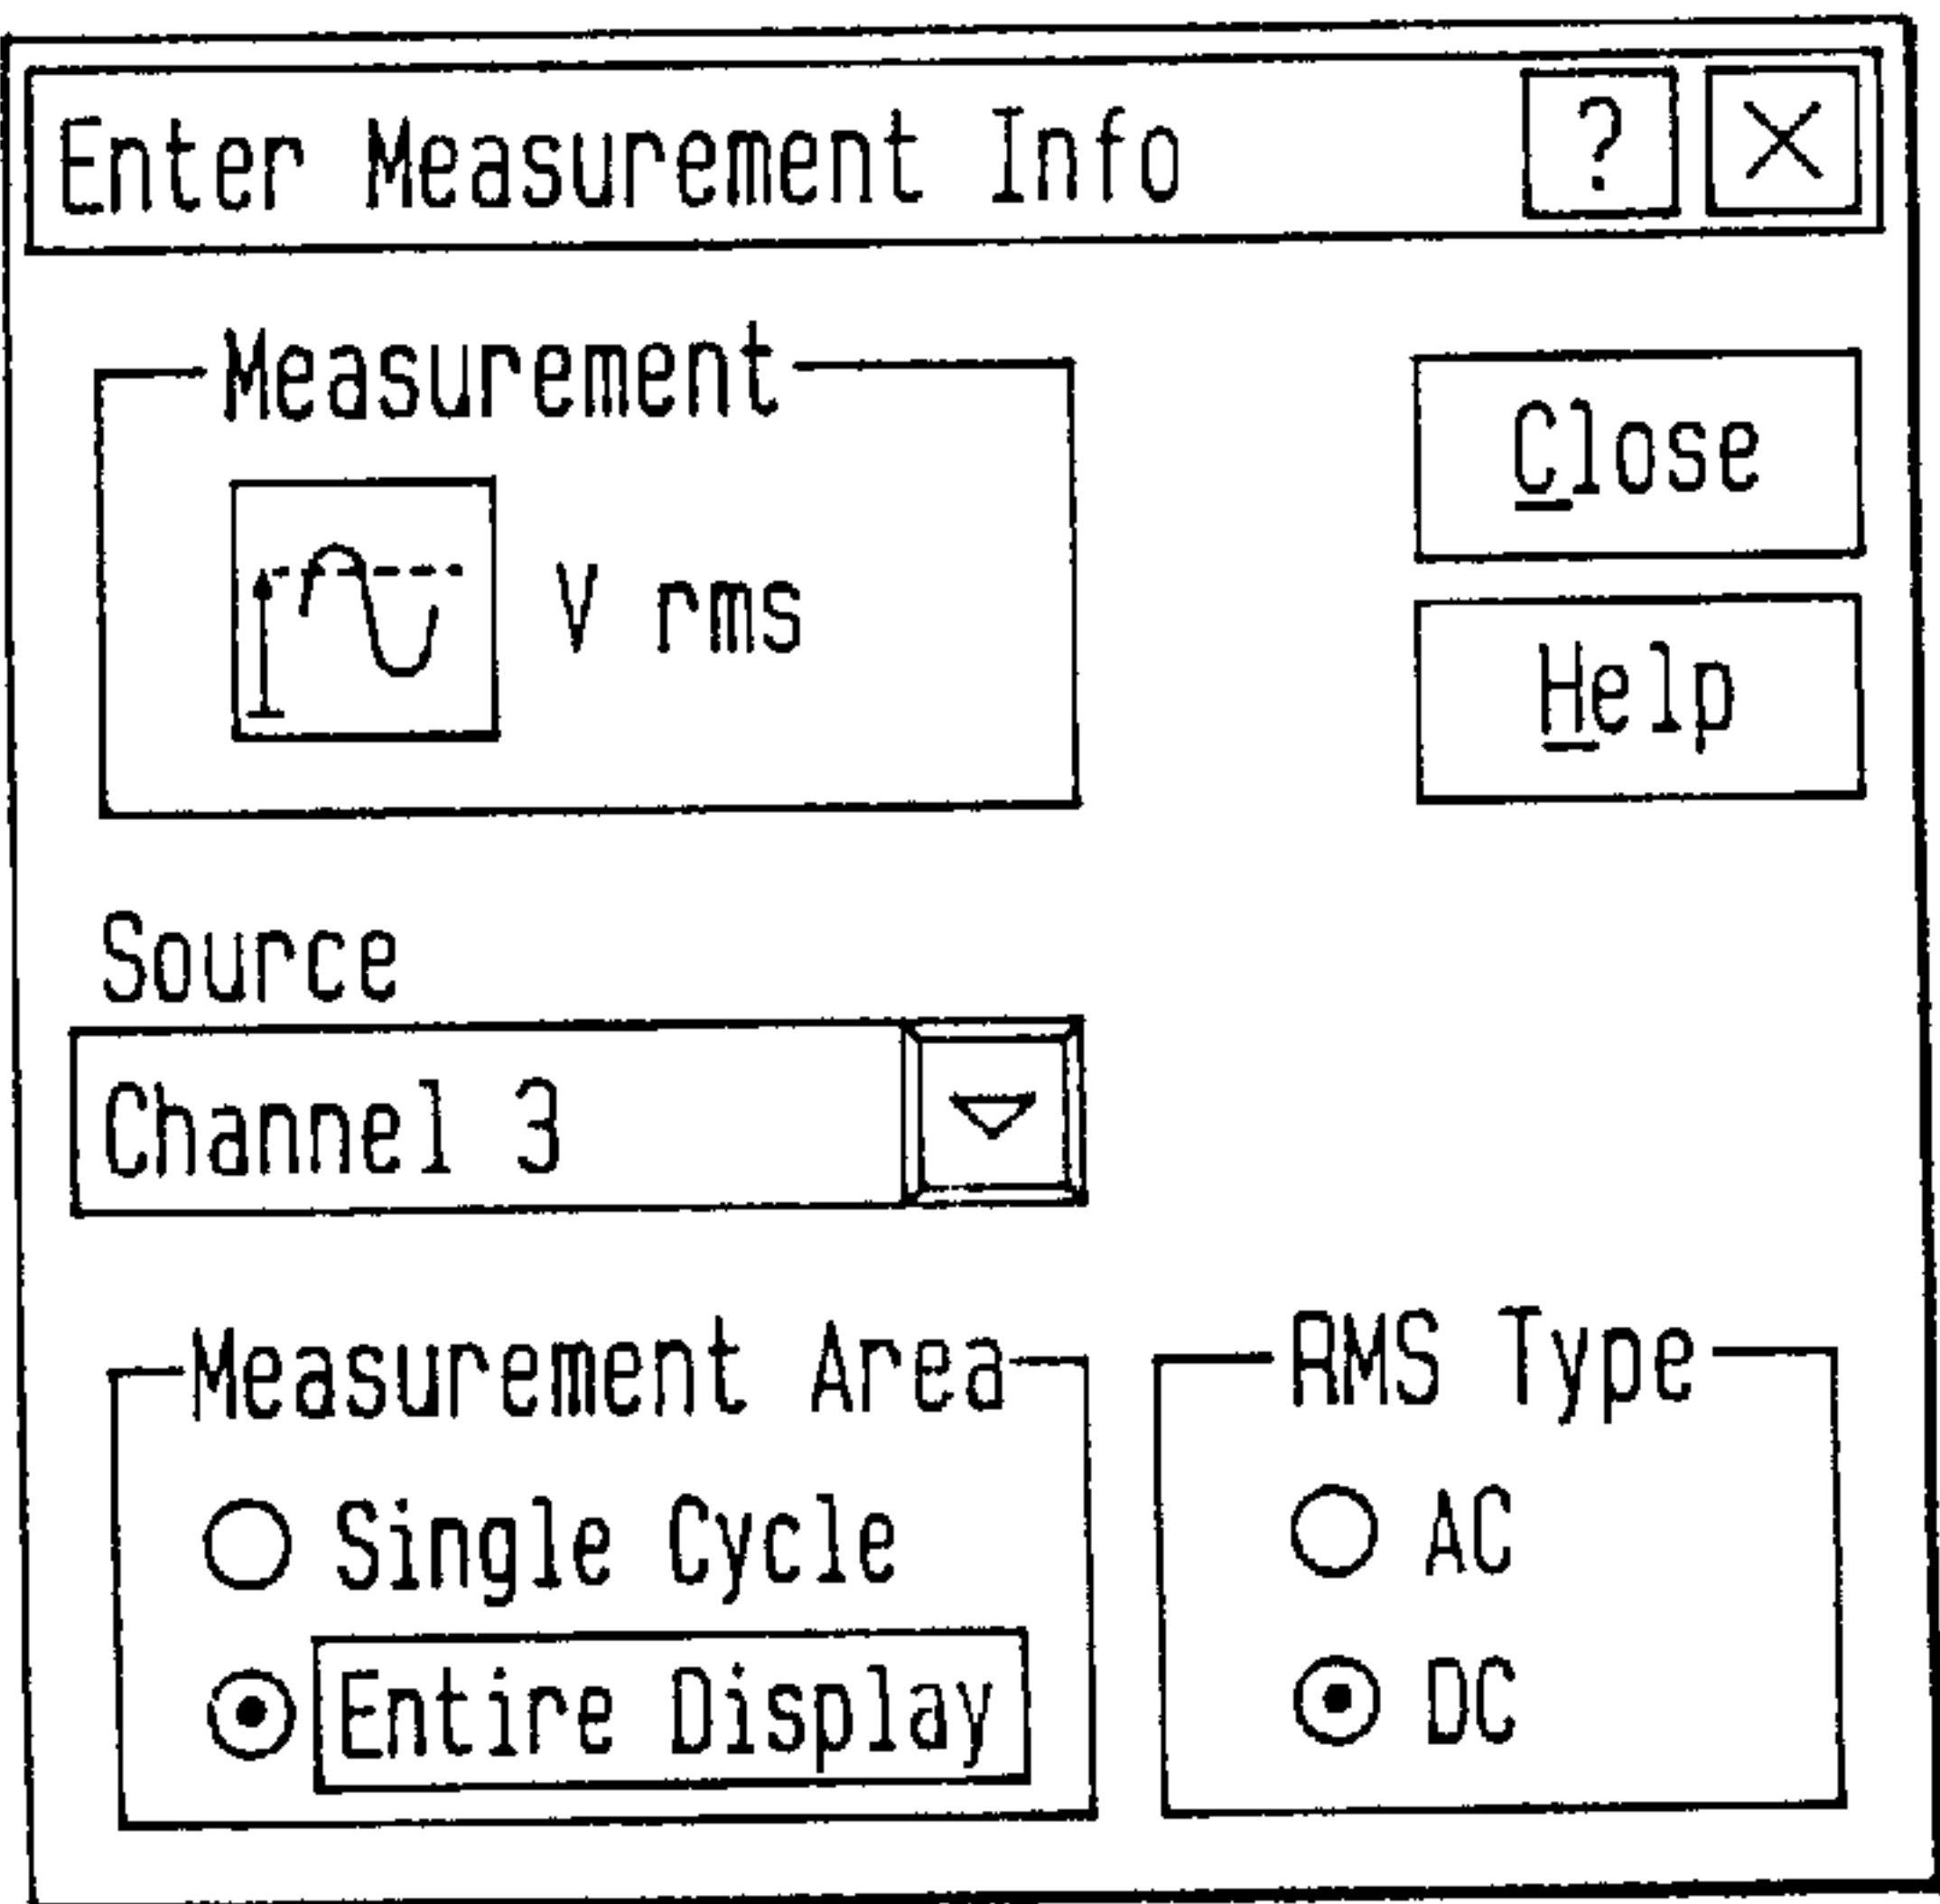 Enter Measurement Info ?
Measurement
V rms
Close
Help
Source
Channel 3
Measurement Area
Single Cycle
Entire Display
RMS Type
AC
DC